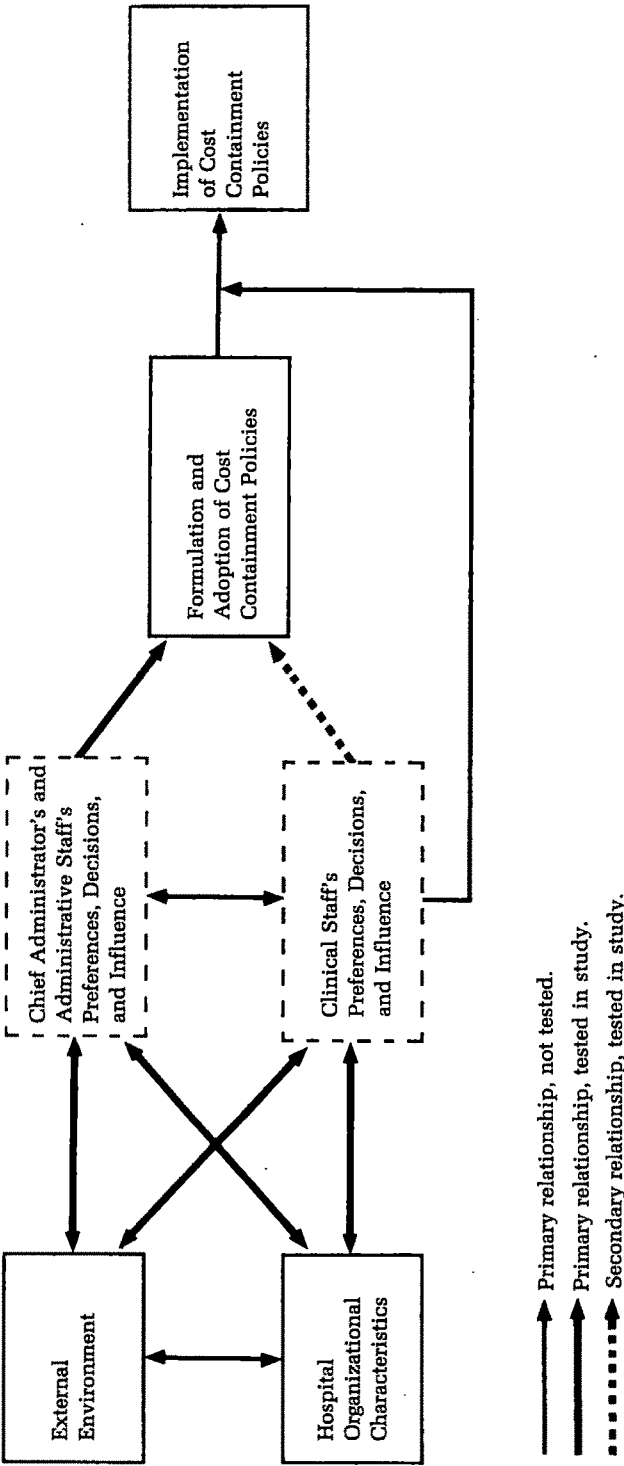 External
Environment
Hospital
Organizational
Characteristics
Chief Administrator's and
Administrative Staff's
Preferences, Decisions,
and Influence
Clinical Staff's
Preferences, Decisions,
and Influence
Formulation and
Adoption of Cost
Containment Policies
Implementation
of Cost
Containment
Policies
Primary relationship, not tested.
Primary relationship, tested in study.
Secondary relationship, tested in study.